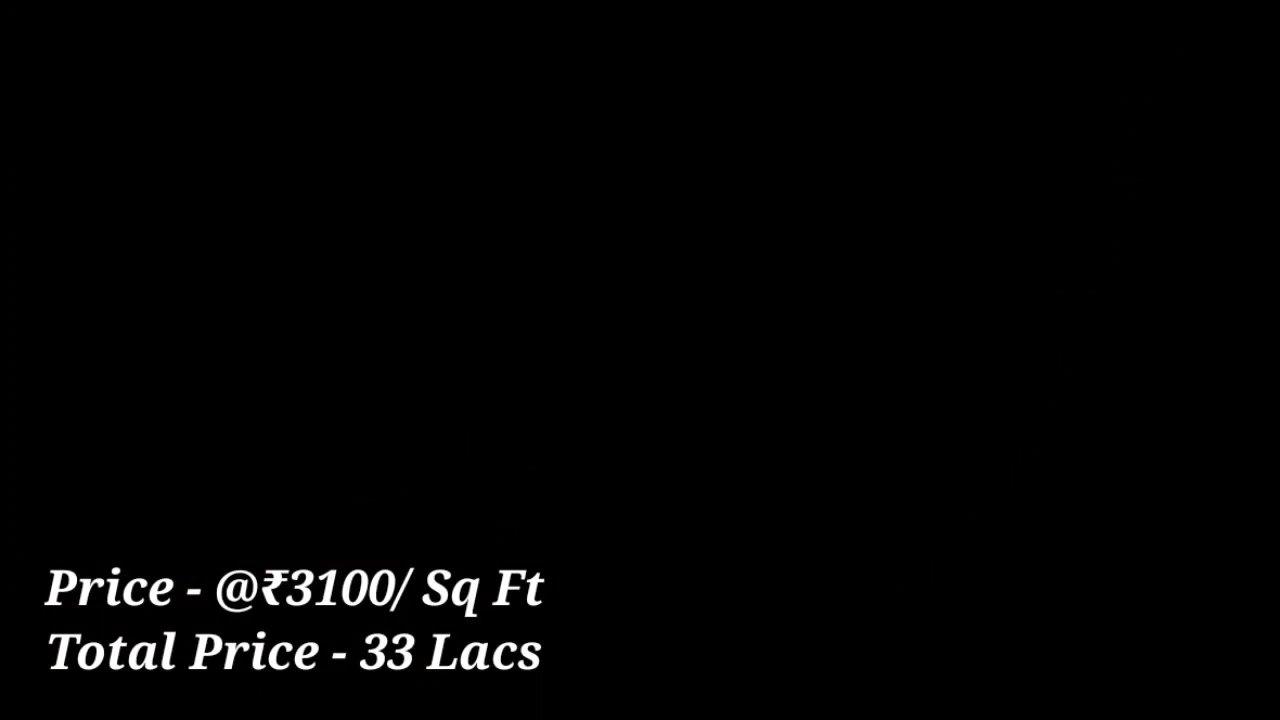 Price - @₹3100/ Sq Ft
Total Price - 33 Lacs